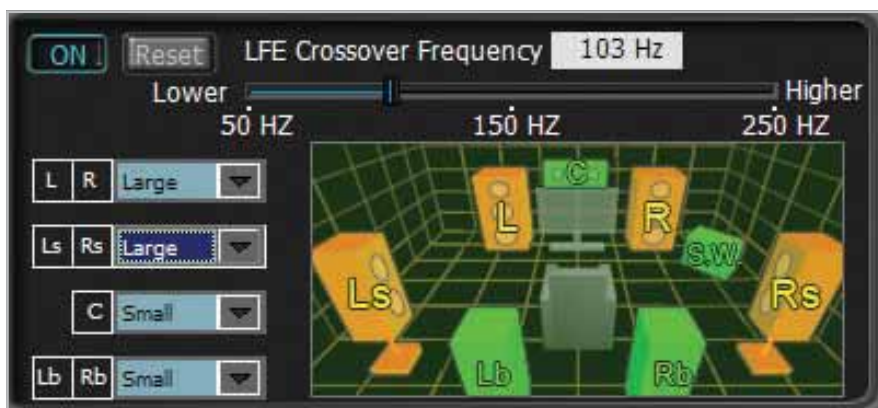 ON Reset LFE Crossover Frequency 103 Hz
Lower Higher
50 HZ 150 HZ 250 HZ
L R Large
Ls Rs Large
C Small
Lb Rb Small
C
L R
S.W
Ls Rs
Lb Rb